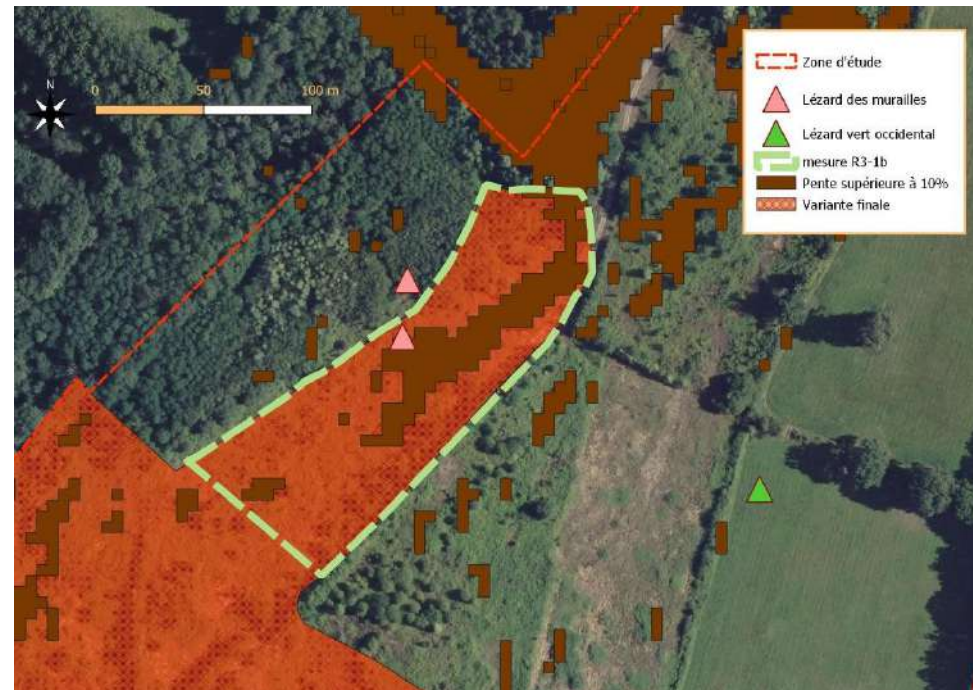 N
0 50 100 m
Zone d'étude
Lézard des murailles
Lézard vert occidental
mesure R3-1b
Pente supérieure à 10%
Variante finale